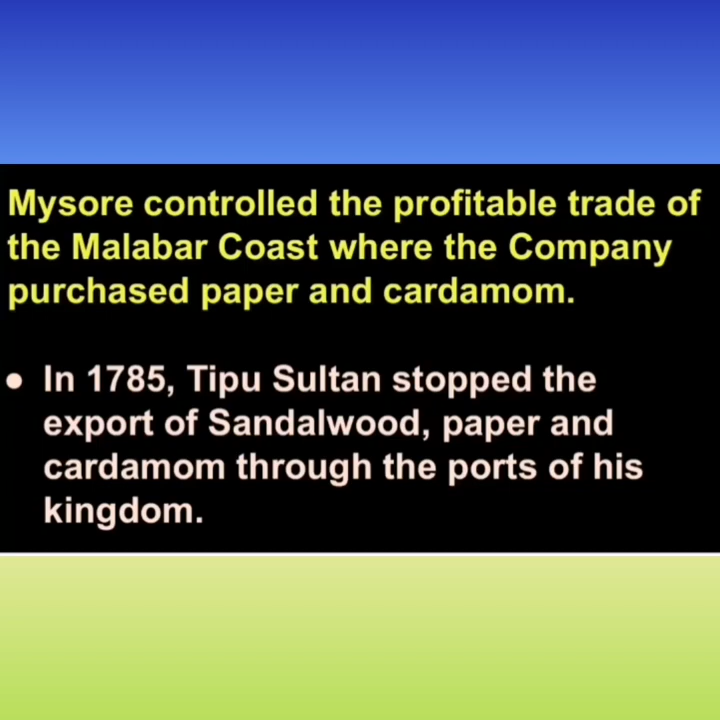 Mysore controlled the profitable trade of
the Malabar Coast where the Company
purchased paper and cardamom.
• In 1785, Tipu Sultan stopped the
export of Sandalwood, paper and
cardamom through the ports of his
kingdom.